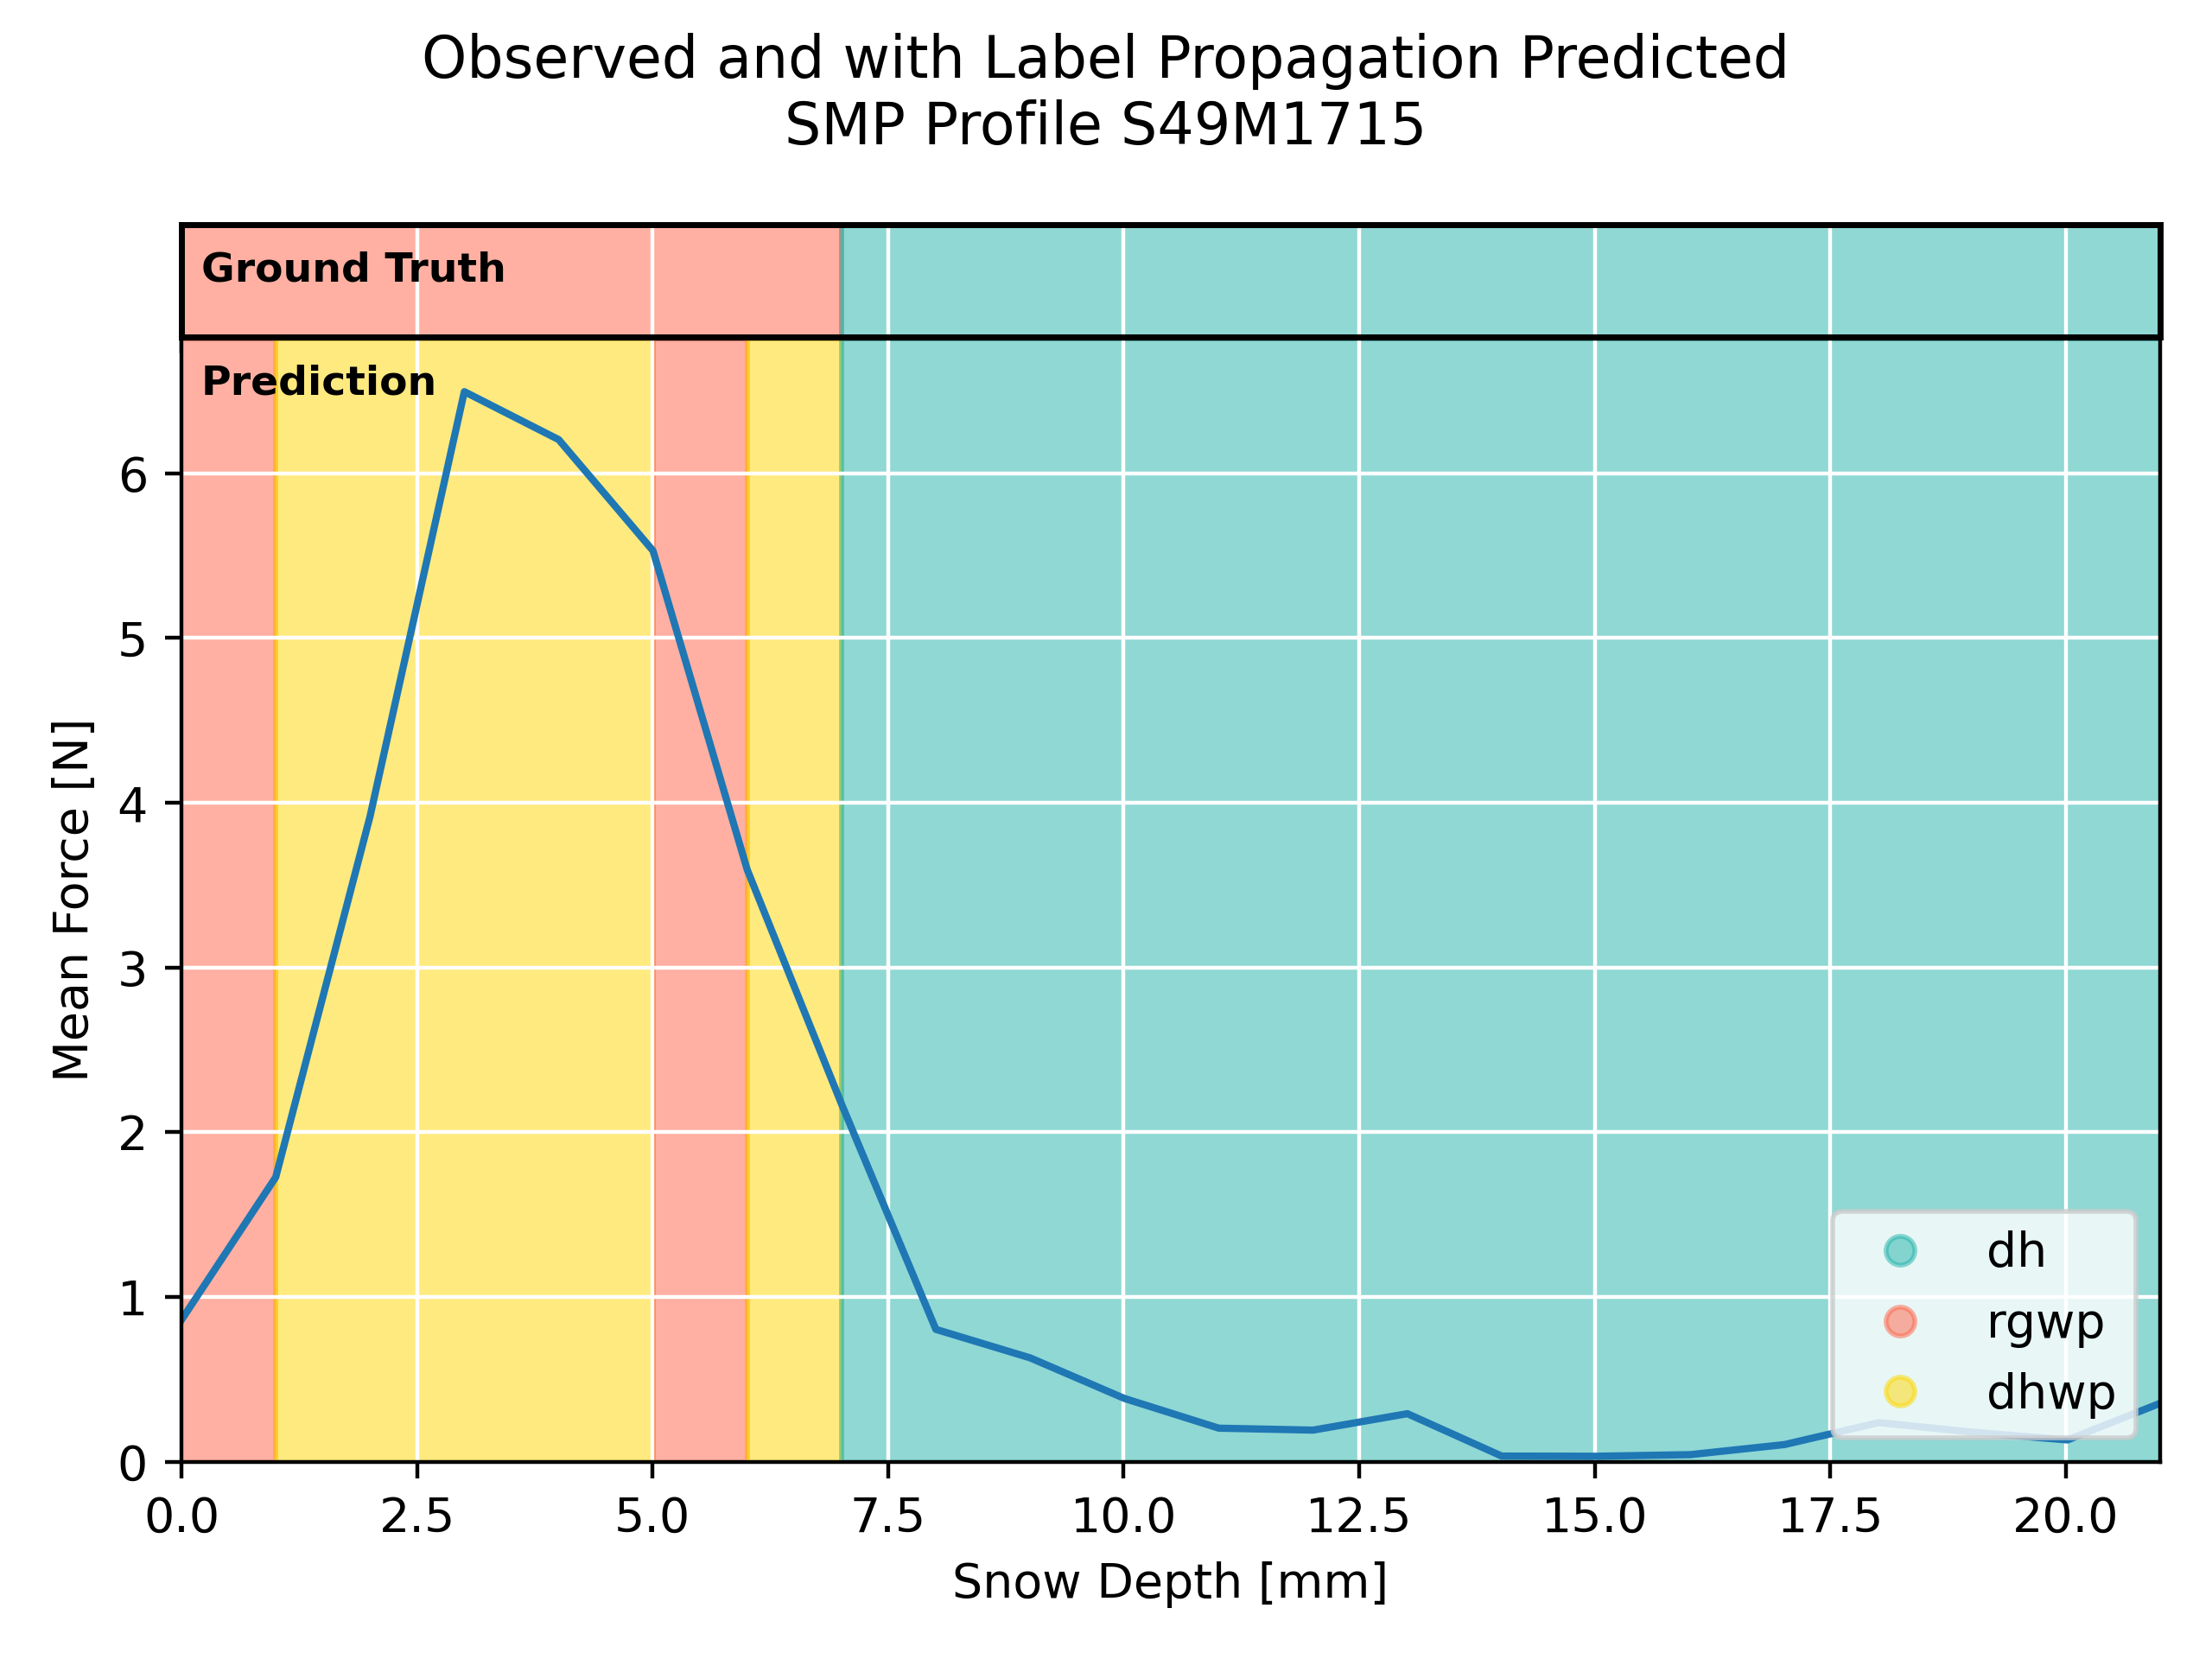 Observed and with Label Propagation Predicted
SMP Profile S49M1715
Ground Truth
Prediction
6
5
4
3
2
1
0
Mean Force [N]
dh
rgwp
dhwp
0.0 2.5 5.0 7.5 10.0 12.5 15.0 17.5 20.0
Snow Depth [mm]